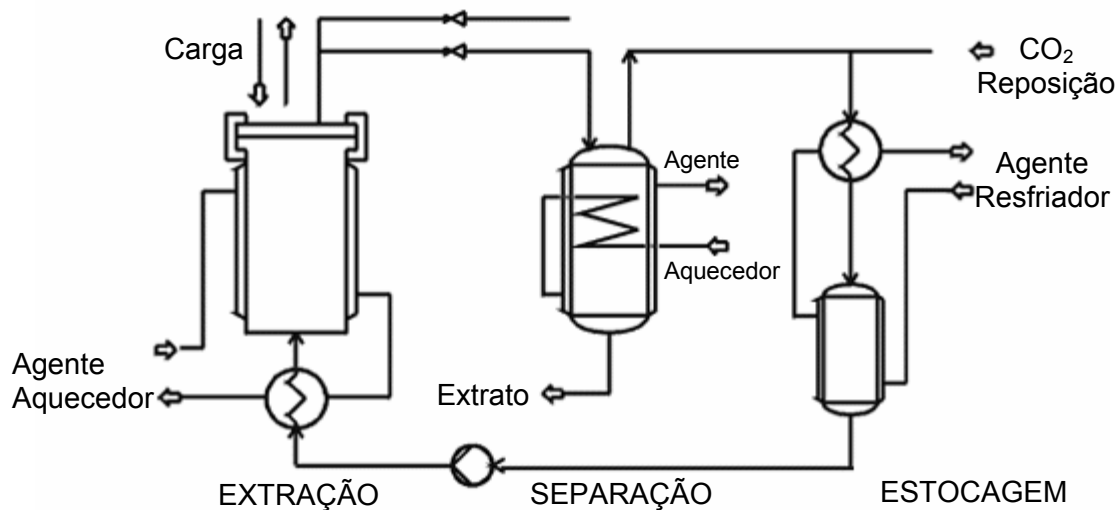 Carga
CO₂
Reposição
Agente
Aquecedor
Agente
Resfriador
Agente
Aquecedor
Extrato
EXTRAÇÃO
SEPARAÇÃO
ESTOCAGEM